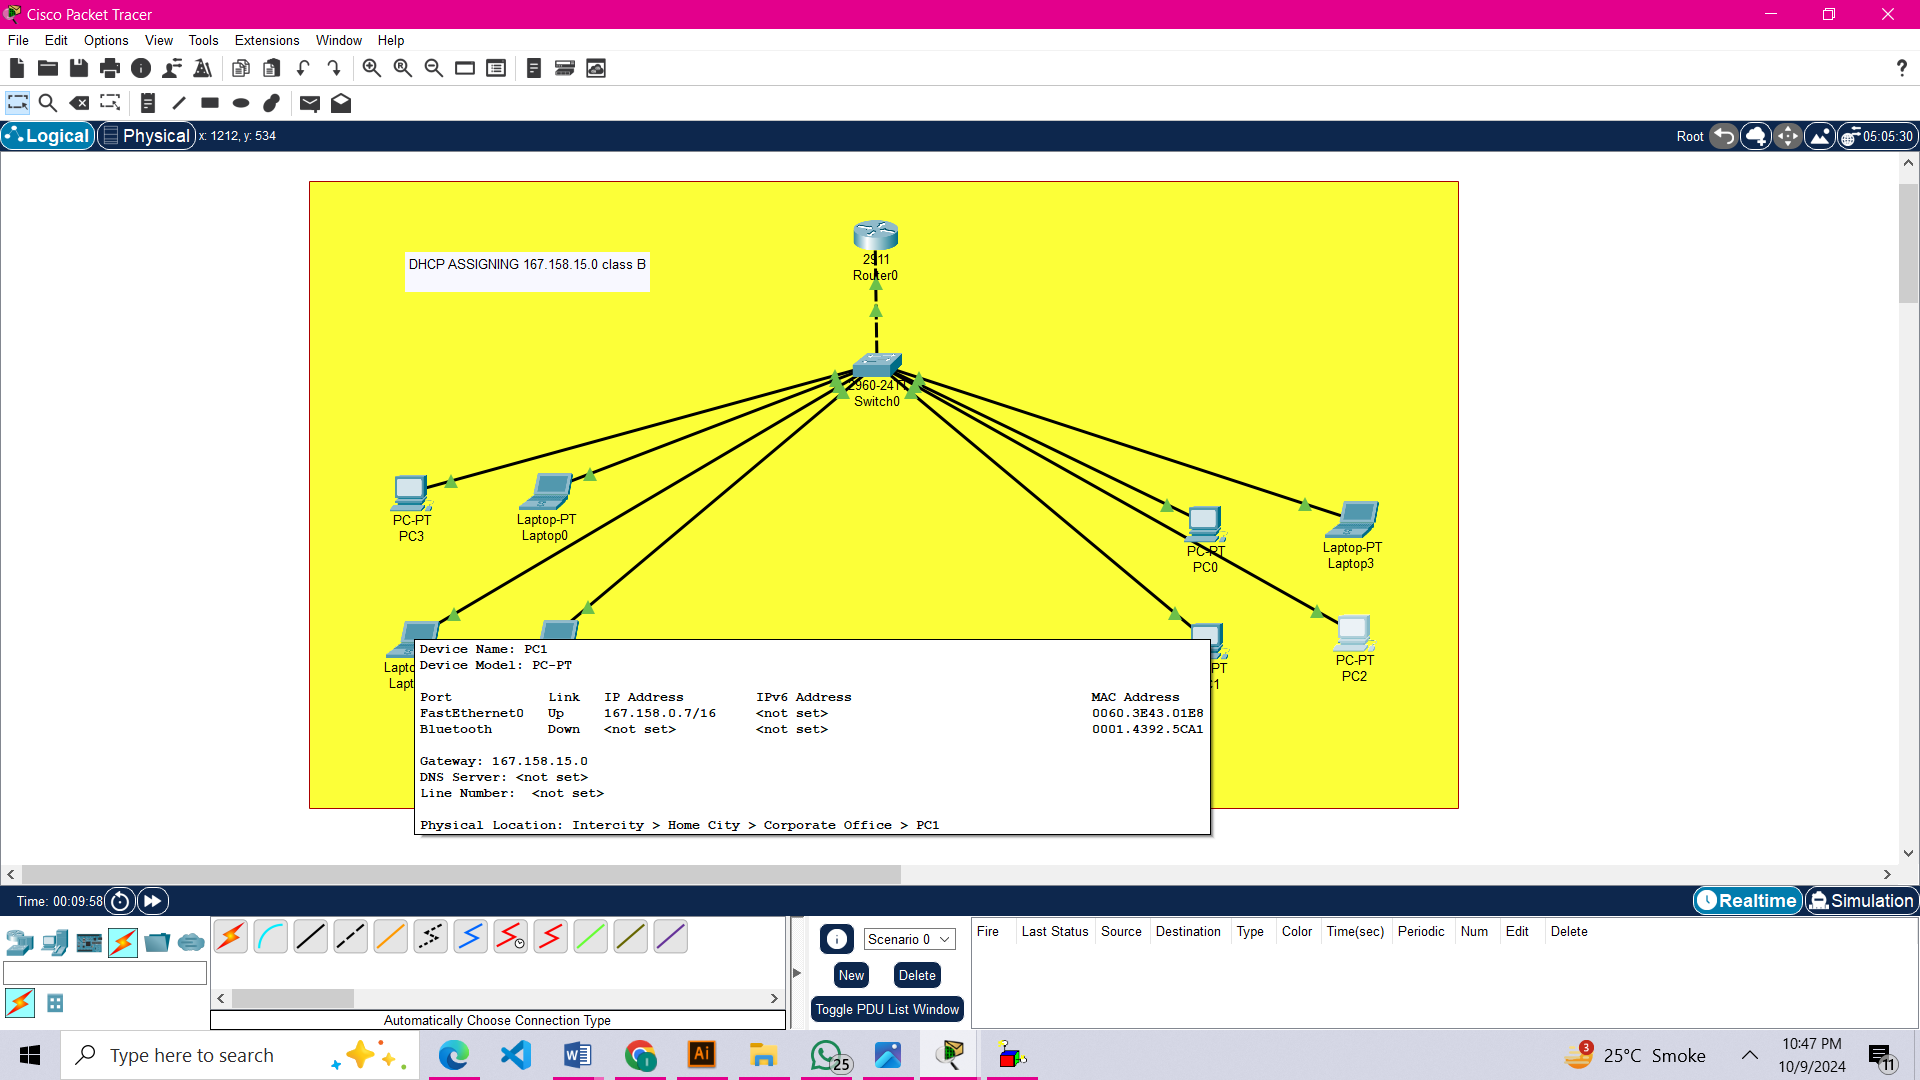 Cisco Packet Tracer
File Edit Options View Tools Extensions Window Help
?
Logical Physical x: 1212, y: 534 Root 05:05:30
DHCP ASSIGNING 167.158.15.0 class B
2911
Router0
Switch0
PC-PT
PC3
Laptop-PT
Laptop0
PC-PT
PC0
Laptop-PT
Laptop3
PC-PT
PC2
Device Name: PC1
Device Model: PC-PT
Port Link IP Address IPv6 Address MAC Address
FastEthernet0 Up 167.158.0.7/16 <not set> 0060.3E43.01E8
Bluetooth Down <not set> <not set> 0001.4392.5CA1
Gateway: 167.158.15.0
DNS Server: <not set>
Line Number: <not set>
Physical Location: Intercity > Home City > Corporate Office > PC1
Time: 00:09:58 Realtime Simulation
Scenario 0
New Delete
Toggle PDU List Window
Fire Last Status Source Destination Type Color Time(sec) Periodic Num Edit Delete
Automatically Choose Connection Type
Type here to search
25
3
25°C Smoke
10:47 PM
10/9/2024
11